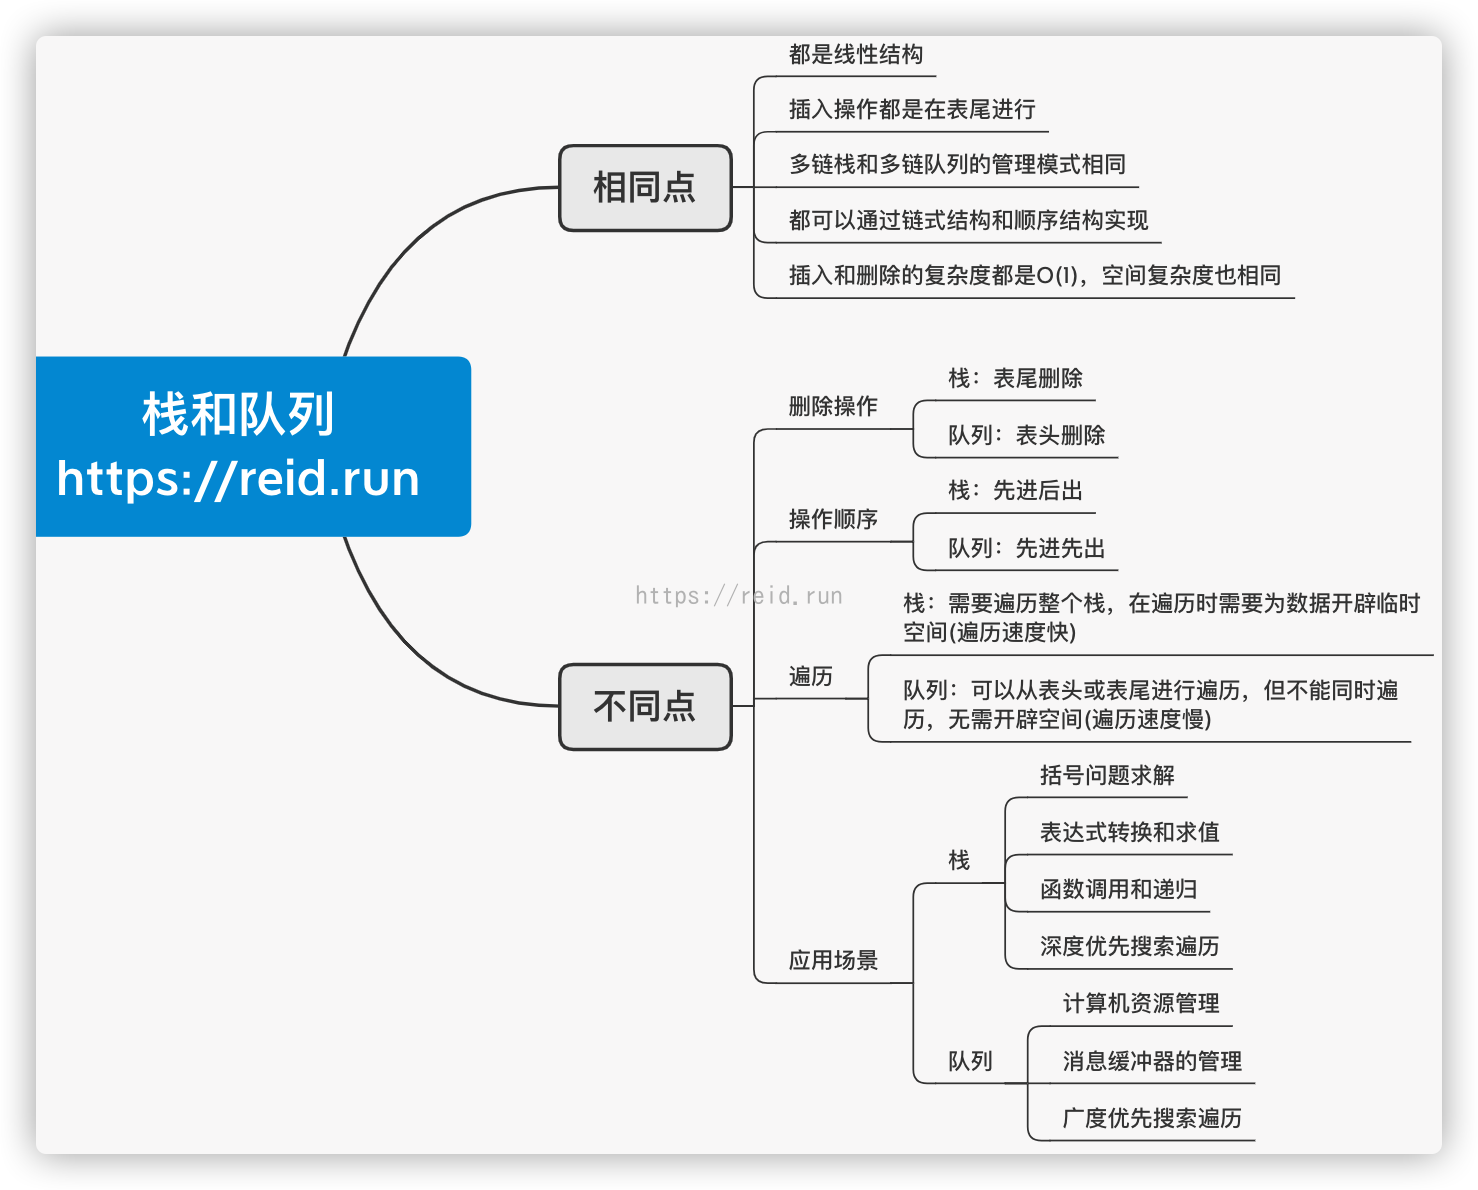 栈和队列
https://reid.run
相同点
都是线性结构
插入操作都是在表尾进行
多链栈和多链队列的管理模式相同
都可以通过链式结构和顺序结构实现
插入和删除的复杂度都是O(1)，空间复杂度也相同
不同点
删除操作
栈：表尾删除
队列：表头删除
操作顺序
栈：先进后出
队列：先进先出
https://reid.run
遍历
栈：需要遍历整个栈，在遍历时需要为数据开辟临时
空间(遍历速度快)
队列：可以从表头或表尾进行遍历，但不能同时遍
历，无需开辟空间(遍历速度慢)
应用场景
栈
括号问题求解
表达式转换和求值
函数调用和递归
深度优先搜索遍历
队列
计算机资源管理
消息缓冲器的管理
广度优先搜索遍历